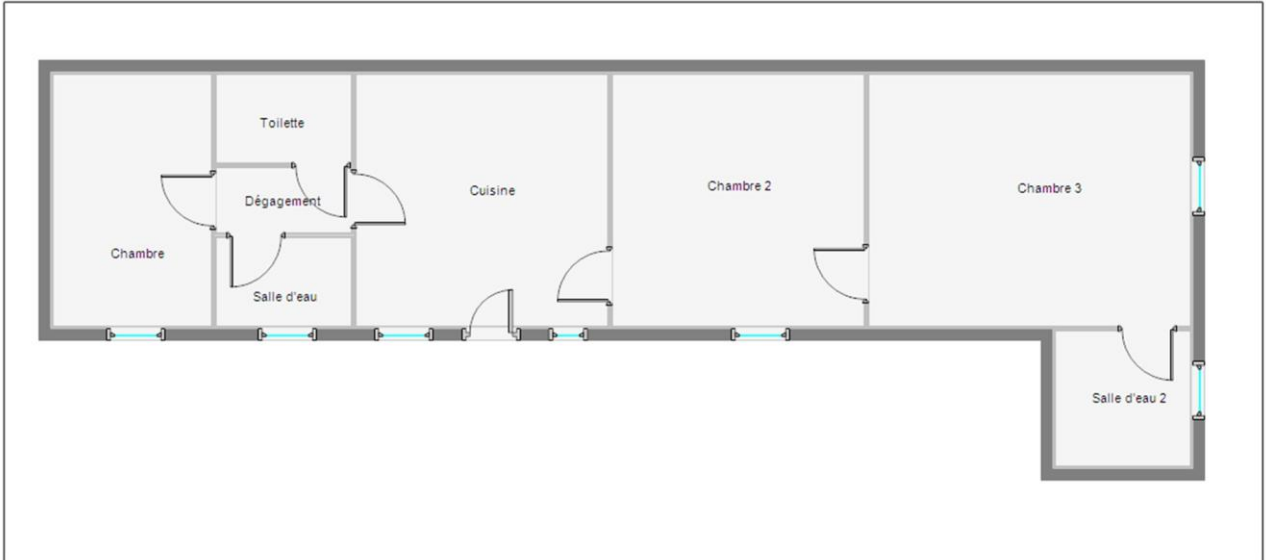 Toilette
Dégagement
Chambre
Salle d'eau
Cuisine
Chambre 2
Chambre 3
Salle d'eau 2